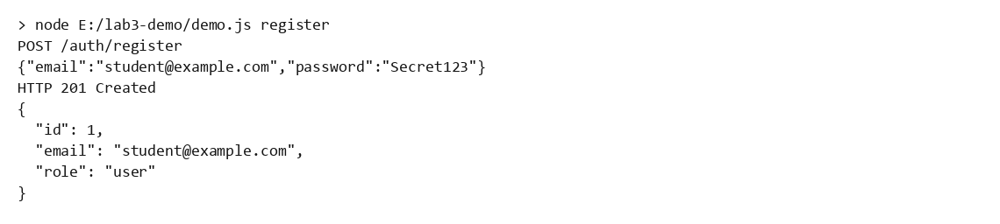 > node E:/lab3-demo/demo.js register
POST /auth/register
{"email":"student@example.com","password":"Secret123"}
HTTP 201 Created
{
  "id": 1,
  "email": "student@example.com",
  "role": "user"
}